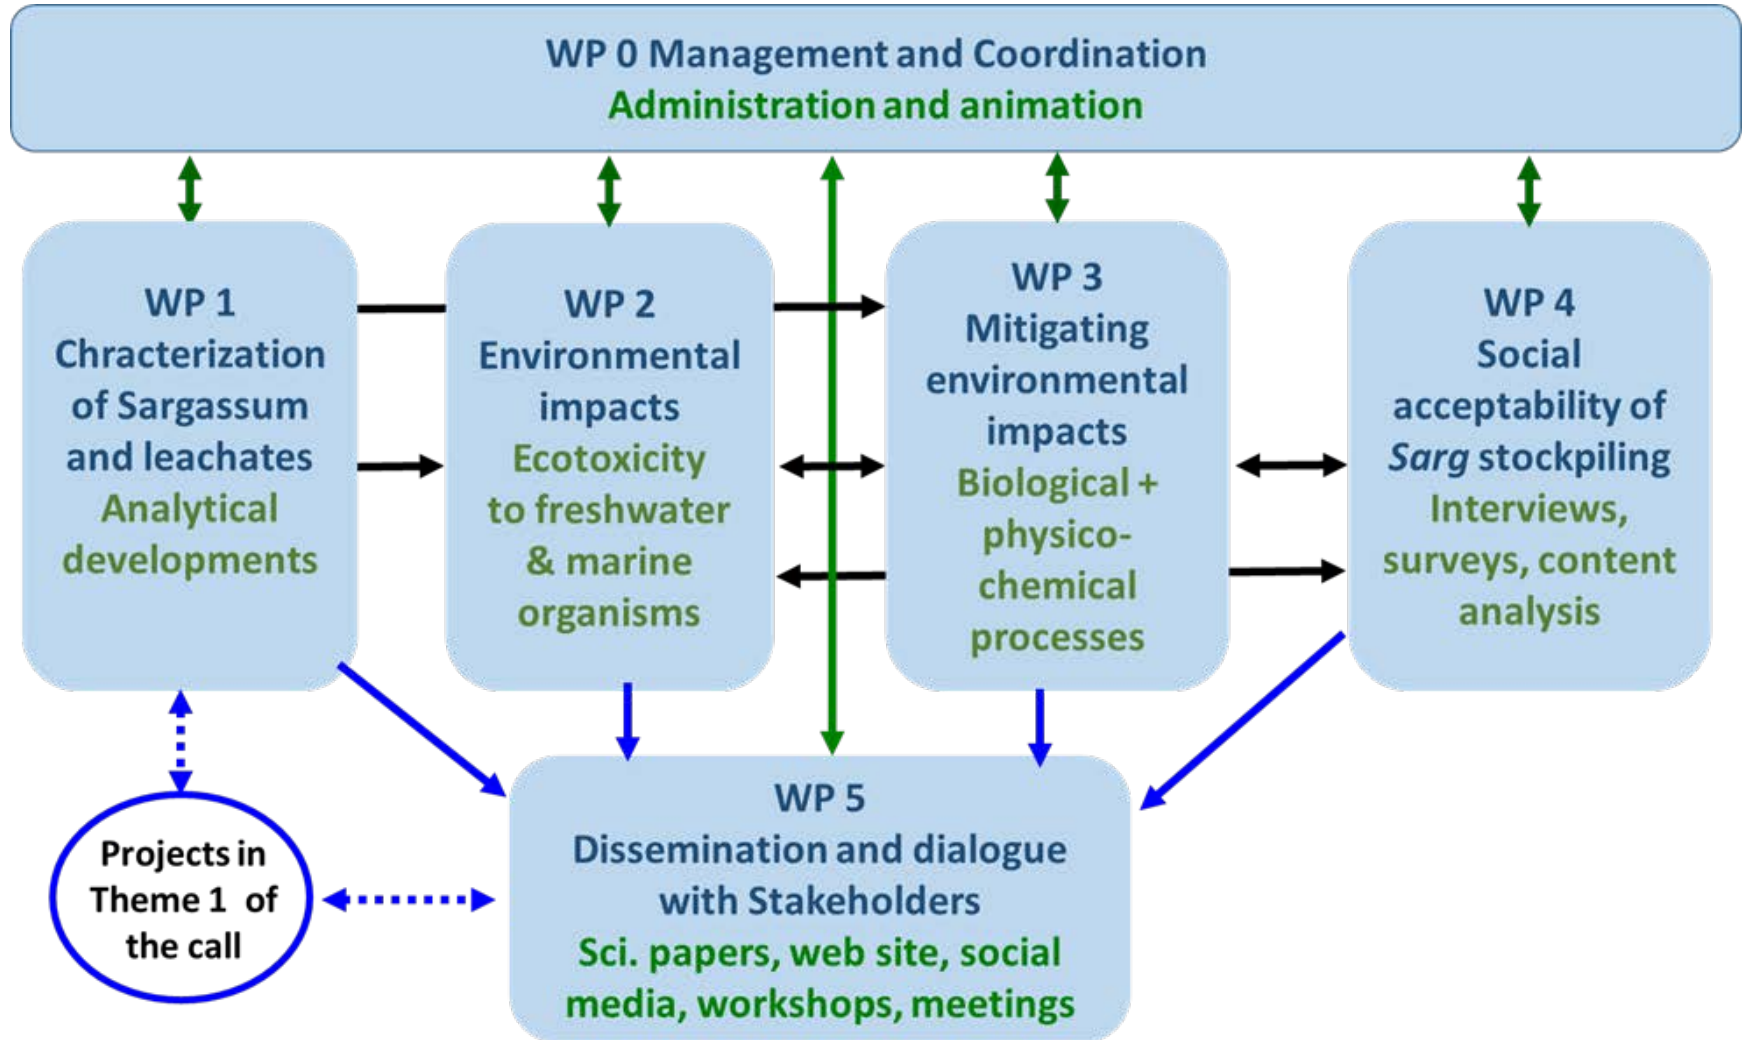 WP 0 Management and Coordination
Administration and animation
WP 1
Chracterization
of Sargassum
and leachates
Analytical
developments
WP 2
Environmental
impacts
Ecotoxicity
to freshwater
& marine
organisms
WP 3
Mitigating
environmental
impacts
Biological +
physico-
chemical
processes
WP 4
Social
acceptability of
Sarg stockpiling
Interviews,
surveys, content
analysis
Projects in
Theme 1 of
the call
WP 5
Dissemination and dialogue
with Stakeholders
Sci. papers, web site, social
media, workshops, meetings